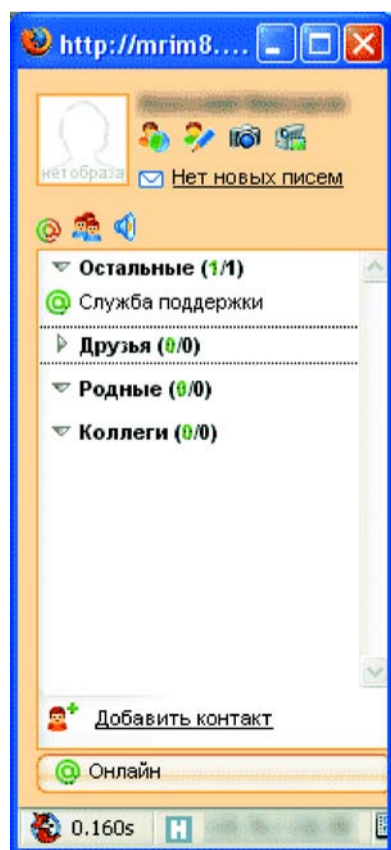 http://mrim8....
нет образа
Нет новых писем
Остальные (1/1)
Служба поддержки
Друзья (0/0)
Родные (0/0)
Коллеги (0/0)
Добавить контакт
Онлайн
0.160s H